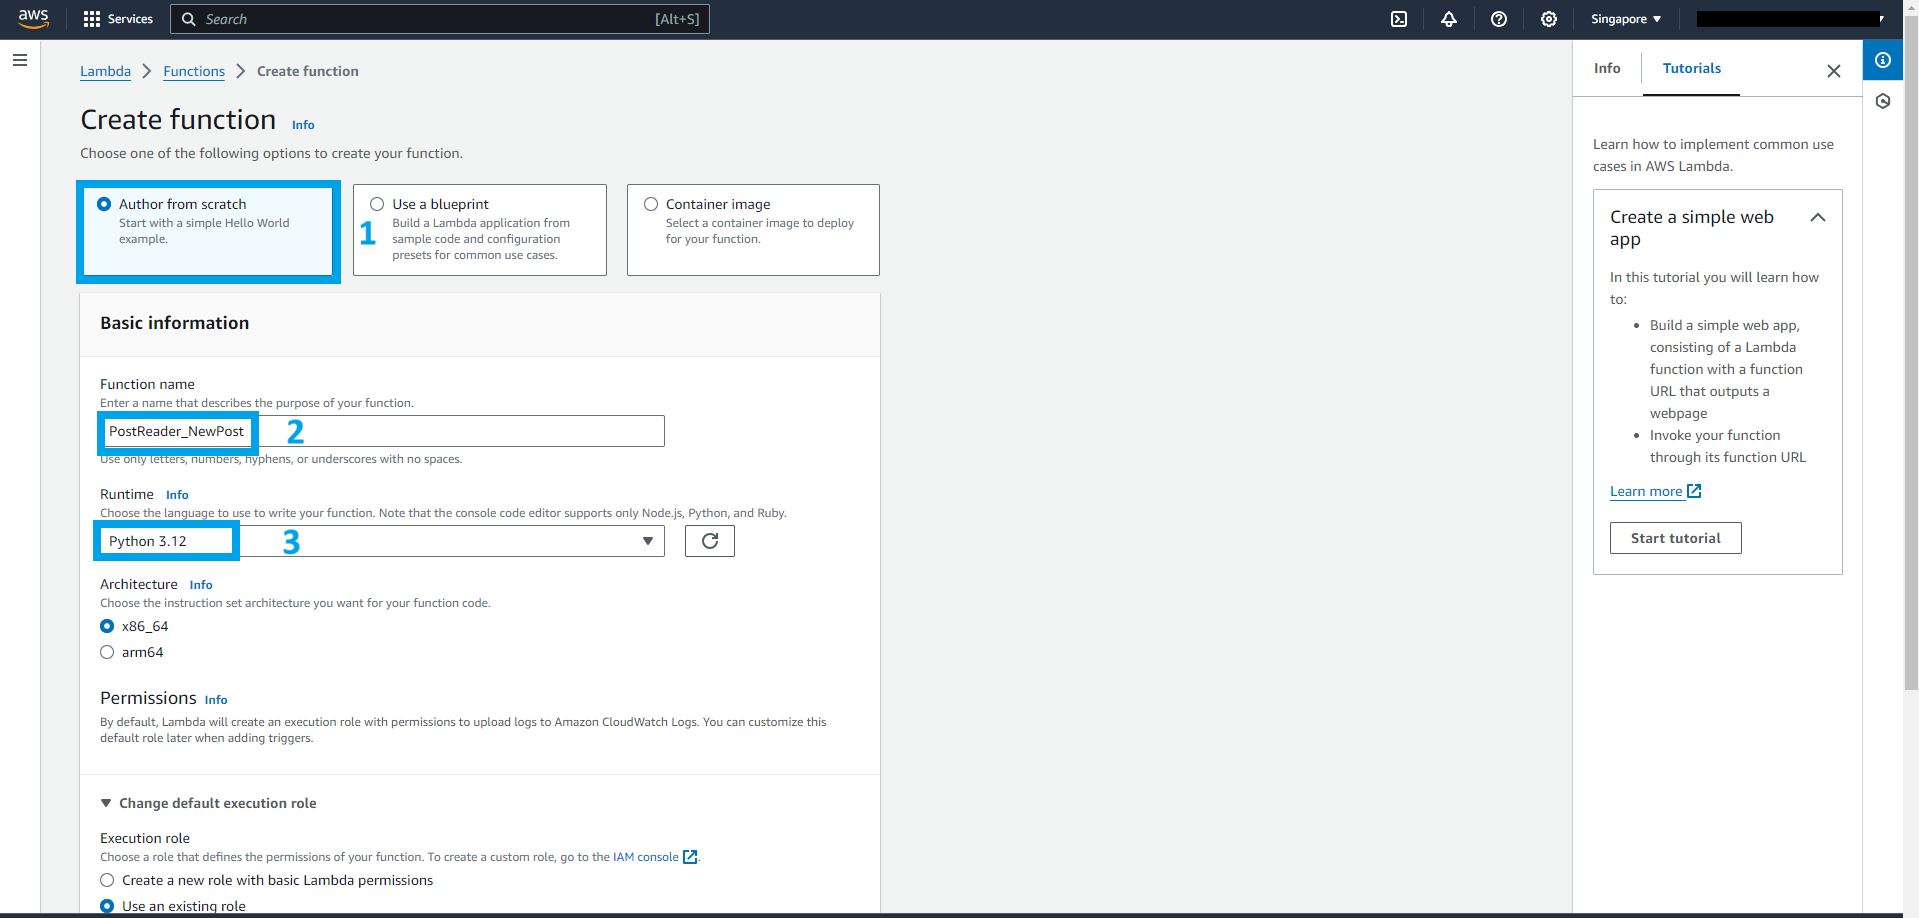 aws
Services
Search
[Alt+S]
Singapore
Lambda
Functions
Create function
Create function
Info
Choose one of the following options to create your function.
Author from scratch
Start with a simple Hello World
example.
1
Use a blueprint
Build a Lambda application from
sample code and configuration
presets for common use cases.
Container image
Select a container image to deploy
for your function.
Basic information
Function name
Enter a name that describes the purpose of your function.
PostReader_NewPost
2
Use only letters, numbers, hyphens, or underscores with no spaces.
Runtime
Info
Choose the language to use to write your function. Note that the console code editor supports only Node.js, Python, and Ruby.
Python 3.12
3
Architecture
Info
Choose the instruction set architecture you want for your function code.
x86_64
arm64
Permissions
Info
By default, Lambda will create an execution role with permissions to upload logs to Amazon CloudWatch Logs. You can customize this
default role later when adding triggers.
Change default execution role
Execution role
Choose a role that defines the permissions of your function. To create a custom role, go to the IAM console.
Create a new role with basic Lambda permissions
Use an existing role
Info
Tutorials
Learn how to implement common use
cases in AWS Lambda.
Create a simple web
app
In this tutorial you will learn how
to:
• Build a simple web app,
consisting of a Lambda
function with a function
URL that outputs a
webpage
• Invoke your function
through its function URL
Learn more
Start tutorial